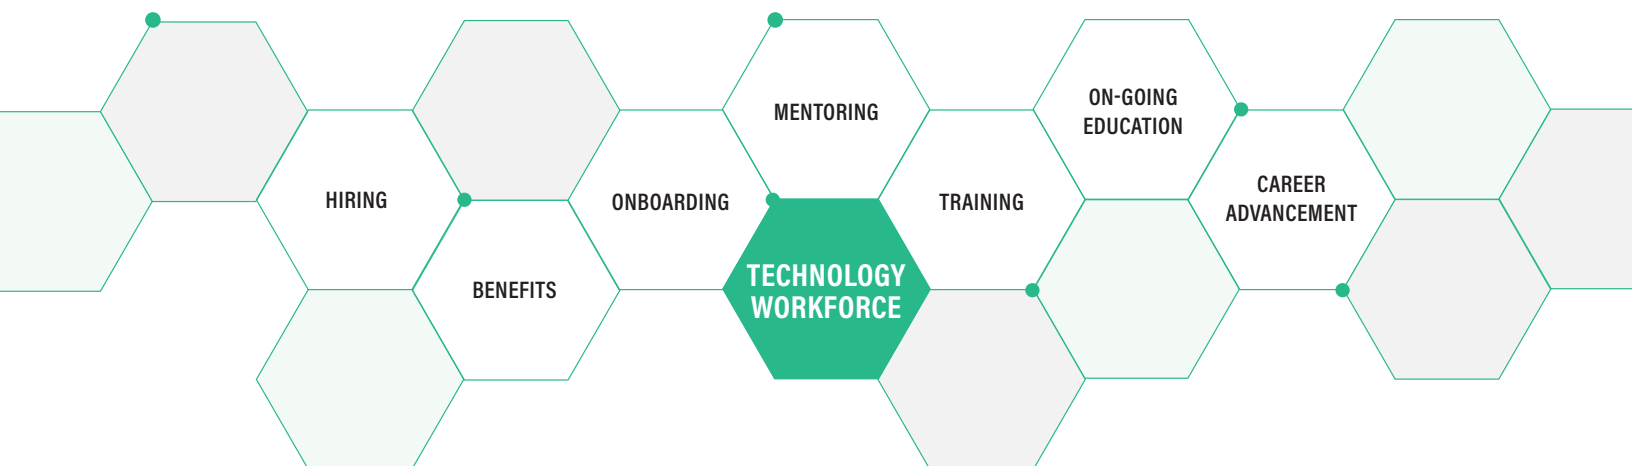 HIRING
BENEFITS
ONBOARDING
MENTORING
TECHNOLOGY
WORKFORCE
TRAINING
ON-GOING
EDUCATION
CAREER
ADVANCEMENT